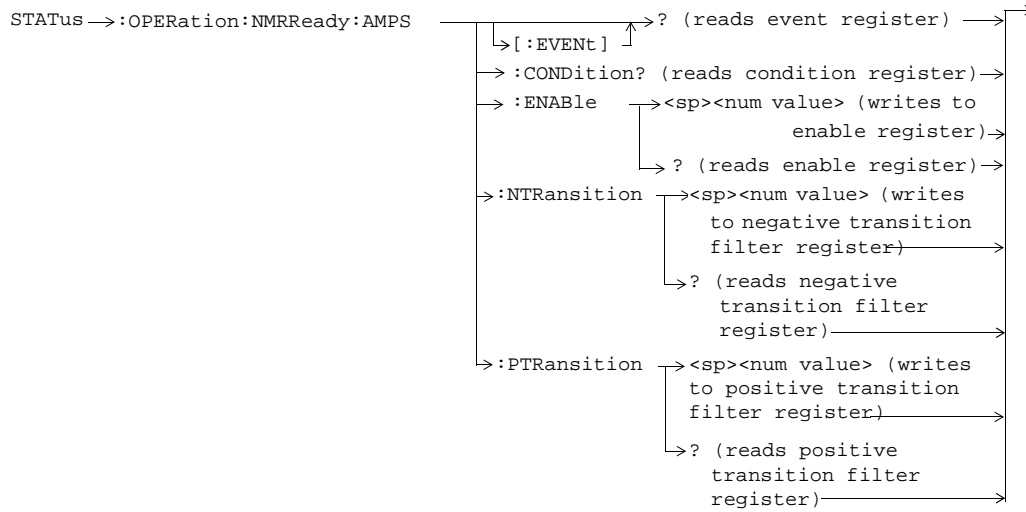 STATus :OPERation:NMRReady:AMPS ? (reads event register)
[:EVENt]
:CONDition? (reads condition register)
:ENABle <sp><num value> (writes to
enable register)
? (reads enable register)
:NTRansition <sp><num value> (writes
to negative transition
filter register)
? (reads negative
transition filter
register)
:PTRansition <sp><num value> (writes
to positive transition
filter register)
? (reads positive
transition filter
register)